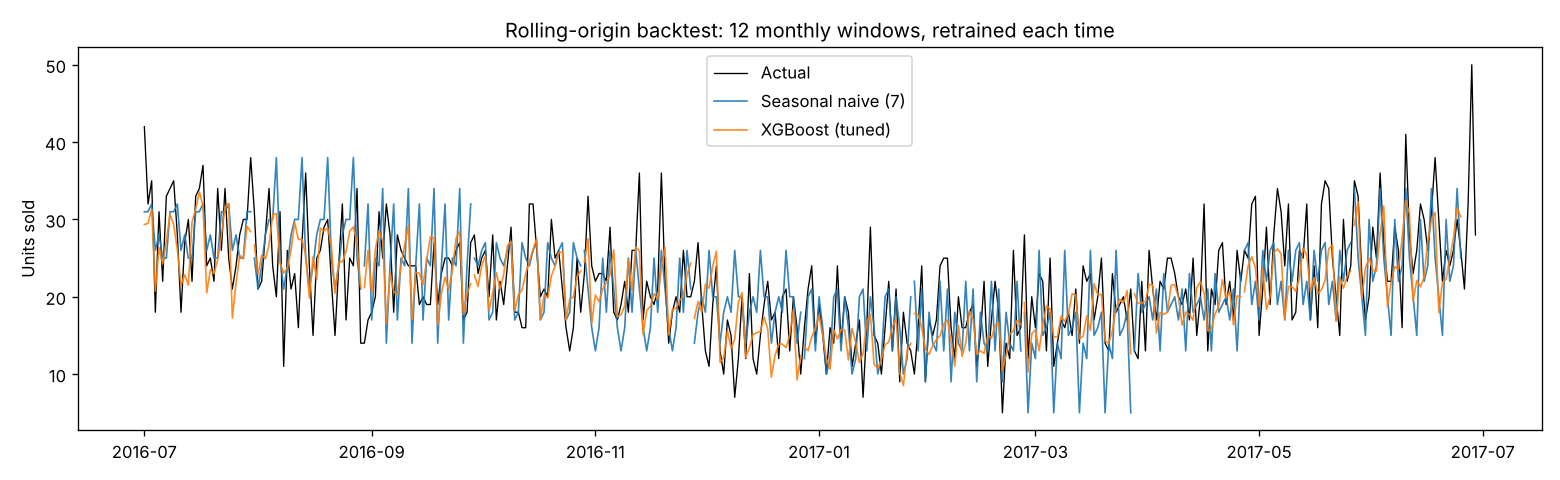 Rolling-origin backtest: 12 monthly windows, retrained each time
Actual
Seasonal naive (7)
XGBoost (tuned)
Units sold
50
40
30
20
10
2016-07
2016-09
2016-11
2017-01
2017-03
2017-05
2017-07